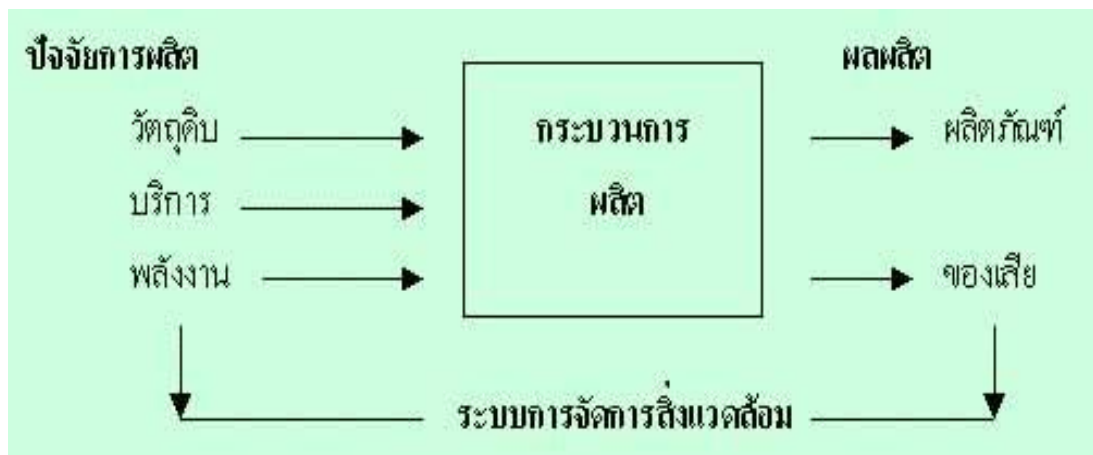 ปัจจัยการผลิต
ผลผลิต
วัตถุดิบ
กระบวนการ
ผลิตภัณฑ์
บริการ
ผลิต
พลังงาน
ของเสีย
ระบบการจัดการสิ่งแวดล้อม